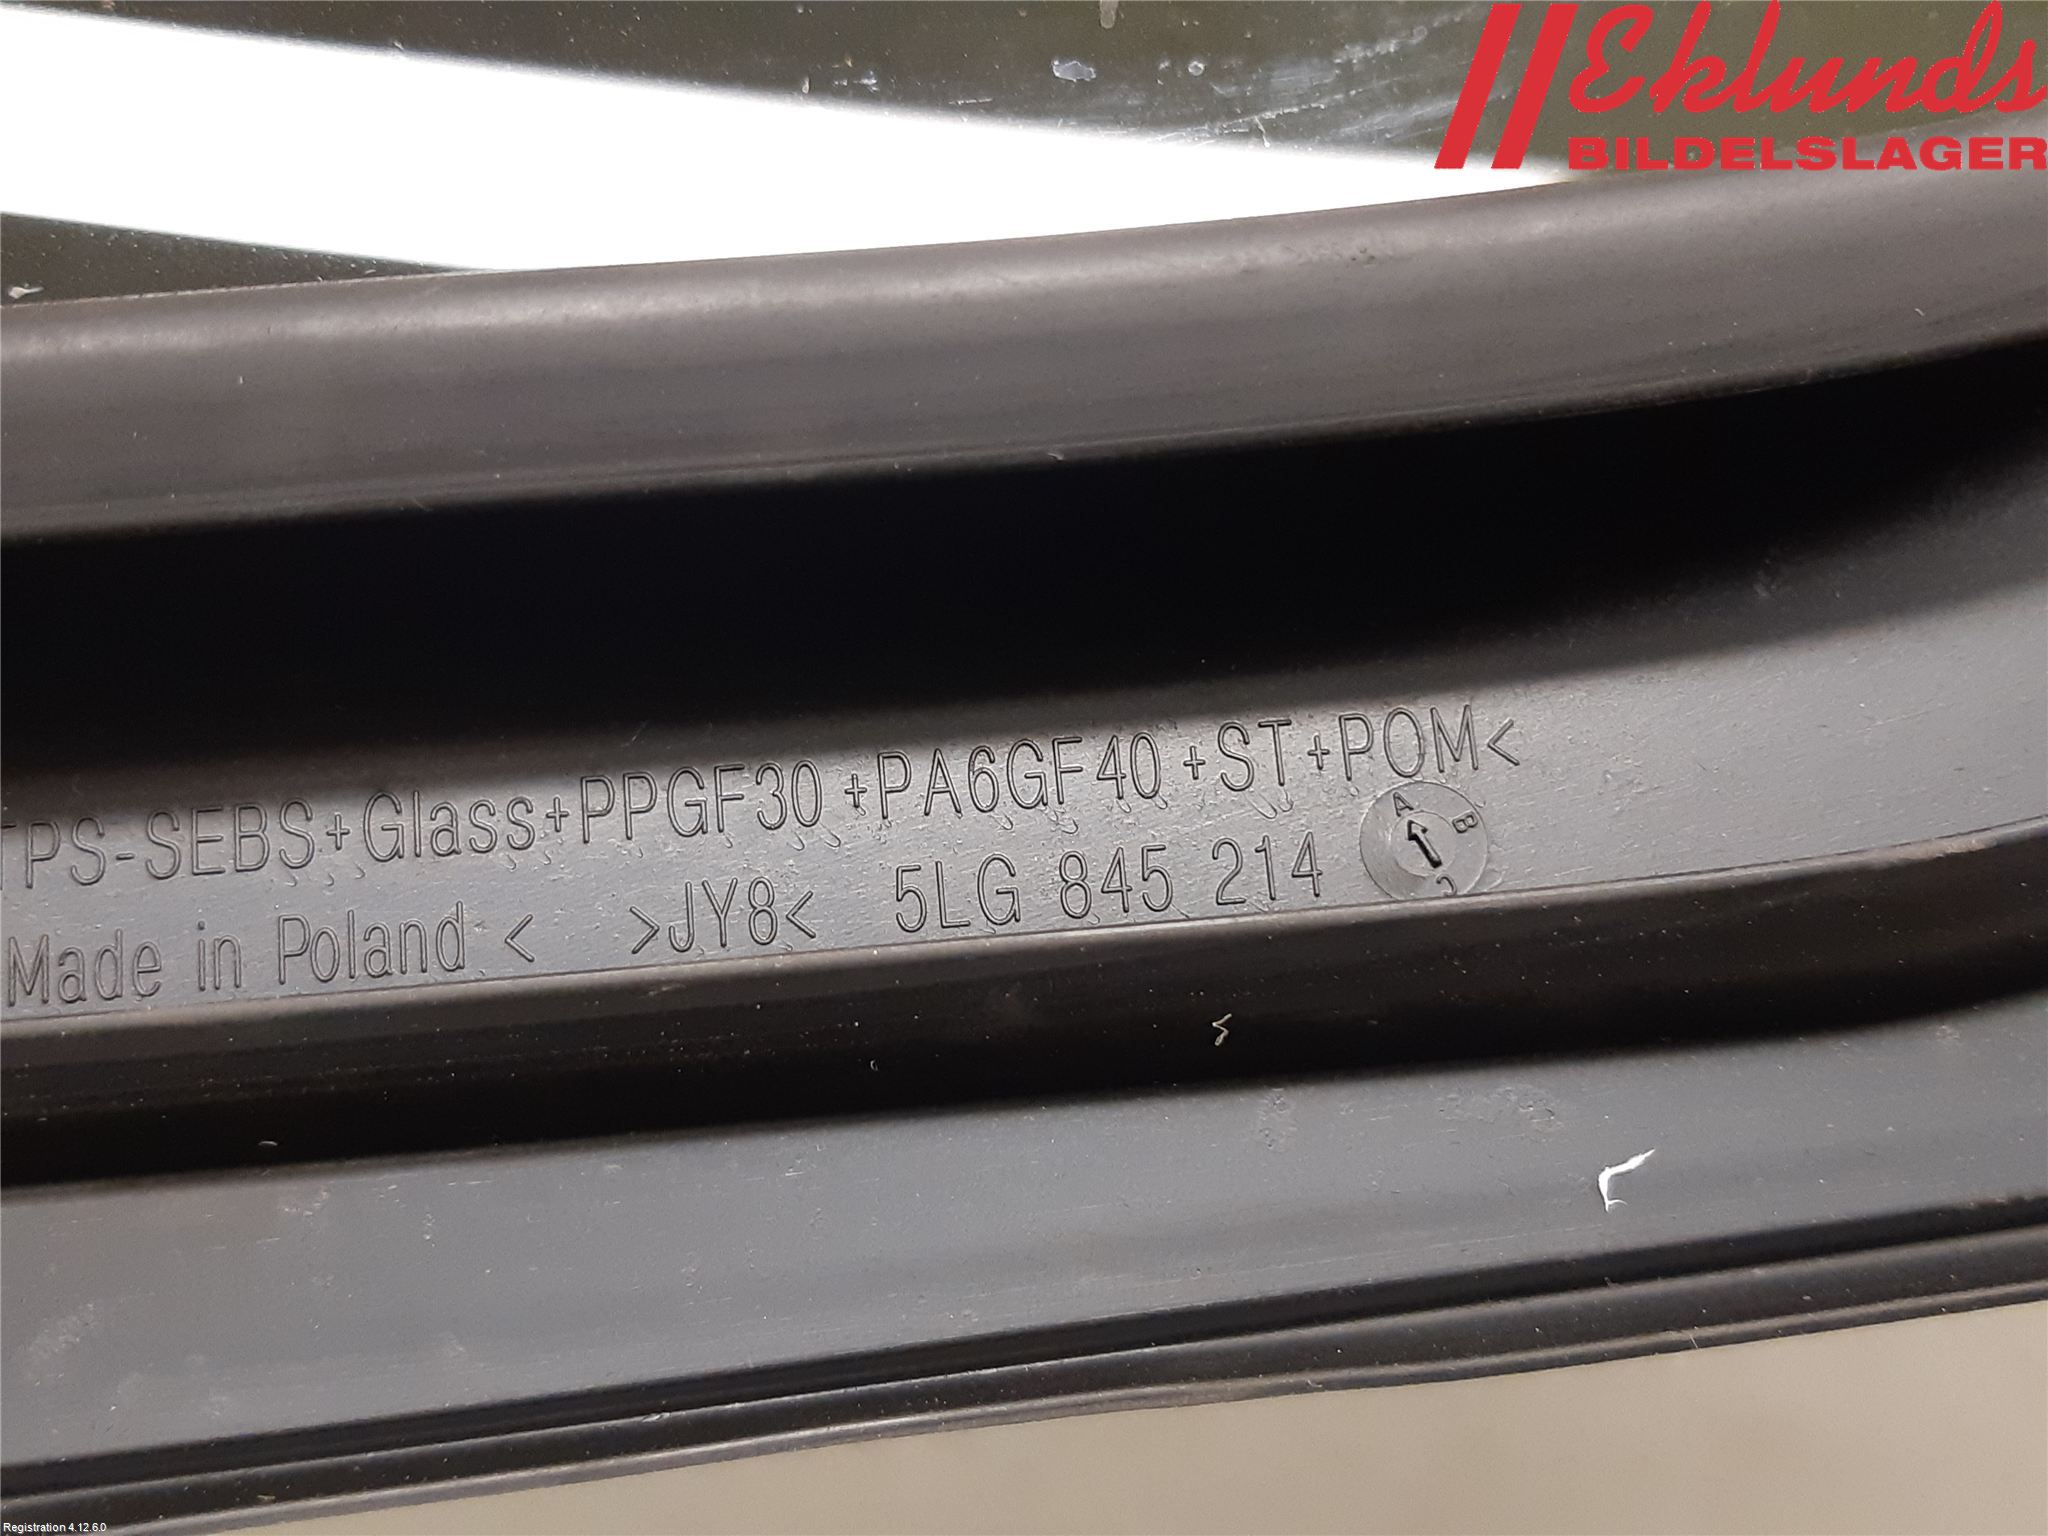 Eklunds
BILDELSLAGER
TPS-SEBS+Glass+PPGF30+PA6GF40+ST+POM<
Made in Poland < >JY8< 5LG 845 214
A
B
C
Registration 4.12.6.0